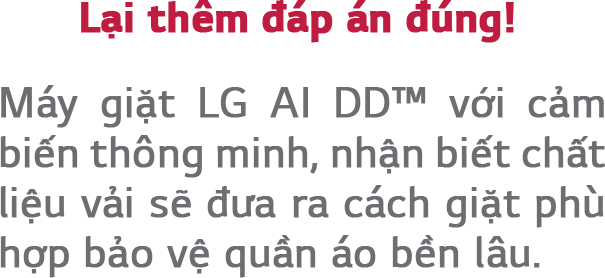 Lại thêm đáp án đúng!
Máy giặt LG AI DD™ với cảm
biến thông minh, nhận biết chất
liệu vải sẽ đưa ra cách giặt phù
hợp bảo vệ quần áo bền lâu.